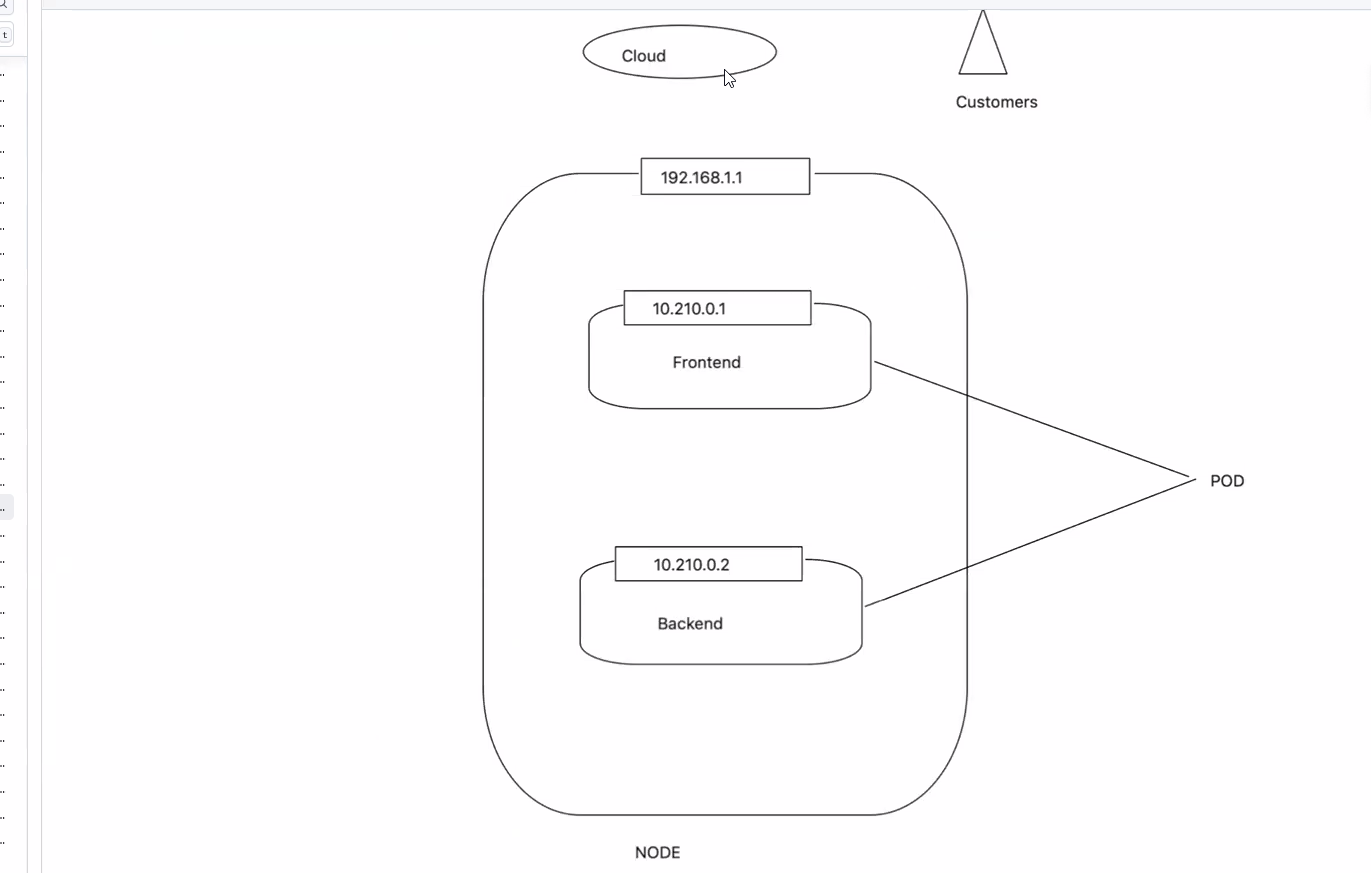 t
Cloud
Customers
192.168.1.1
10.210.0.1
Frontend
POD
10.210.0.2
Backend
NODE